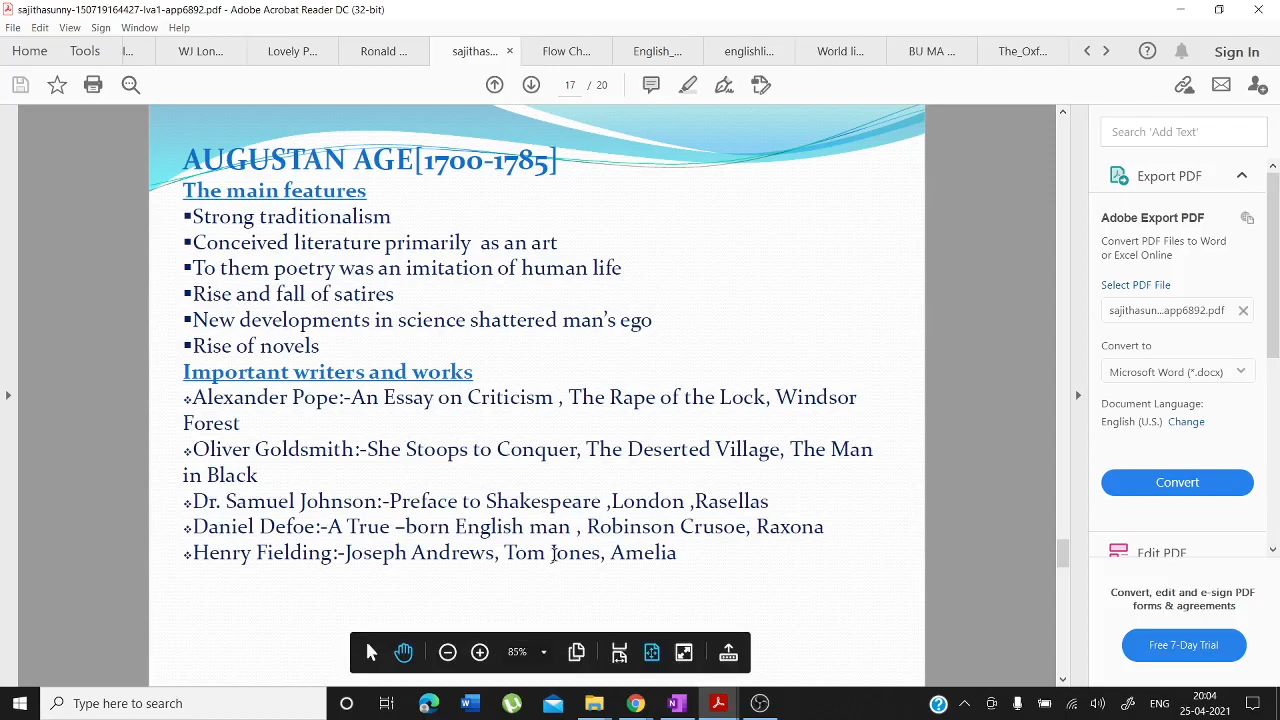 sajithasunny-150719164427-lva1-app6892.pdf - Adobe Acrobat Reader DC (32-bit)
File Edit View Sign Window Help
Home Tools I... WJ Lon... Lovely P... Ronald ... sajithas... × Flow Ch... English_... englishli... World li... BU MA ... The_Oxf... Sign In
17 / 20
Search 'Add Text'
Export PDF
Adobe Export PDF
Convert PDF Files to Word
or Excel Online
Select PDF File
sajithasun...app6892.pdf
Convert to
Microsoft Word (*.docx)
Document Language:
English (U.S.) Change
Convert
Edit PDF
Convert, edit and e-sign PDF
forms & agreements
Free 7-Day Trial
AUGUSTAN AGE[1700-1785]
The main features
▪Strong traditionalism
▪Conceived literature primarily as an art
▪To them poetry was an imitation of human life
▪Rise and fall of satires
▪New developments in science shattered man's ego
▪Rise of novels
Important writers and works
❖Alexander Pope:-An Essay on Criticism , The Rape of the Lock, Windsor
Forest
❖Oliver Goldsmith:-She Stoops to Conquer, The Deserted Village, The Man
in Black
❖Dr. Samuel Johnson:-Preface to Shakespeare ,London ,Rasellas
❖Daniel Defoe:-A True –born English man , Robinson Crusoe, Raxona
❖Henry Fielding:-Joseph Andrews, Tom Jones, Amelia
85%
Type here to search
ENG
20:04
25-04-2021